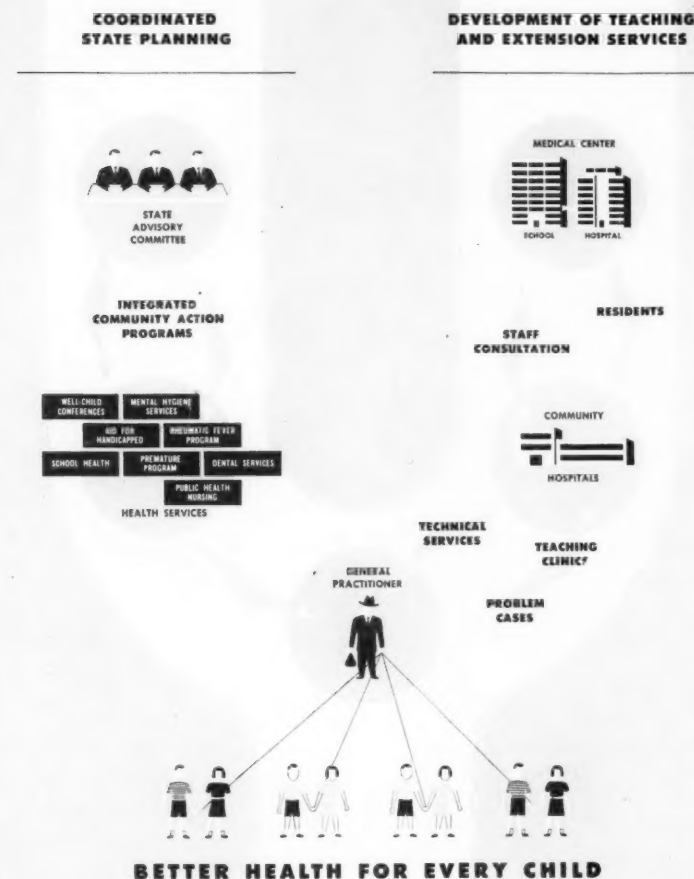 COORDINATED
STATE PLANNING
DEVELOPMENT OF TEACHING
AND EXTENSION SERVICES
STATE
ADVISORY
COMMITTEE
MEDICAL CENTER
SCHOOL
HOSPITAL
INTEGRATED
COMMUNITY ACTION
PROGRAMS
RESIDENTS
STAFF
CONSULTATION
WELL-CHILD
CONFERENCES
MENTAL HYGIENE
SERVICES
AID FOR
HANDICAPPED
RHEUMATIC FEVER
PROGRAM
SCHOOL HEALTH
PREMATURE
PROGRAM
DENTAL SERVICES
PUBLIC HEALTH
NURSING
HEALTH SERVICES
COMMUNITY
HOSPITALS
TECHNICAL
SERVICES
TEACHING
CLINICS
PROBLEM
CASES
GENERAL
PRACTITIONER
BETTER HEALTH FOR EVERY CHILD